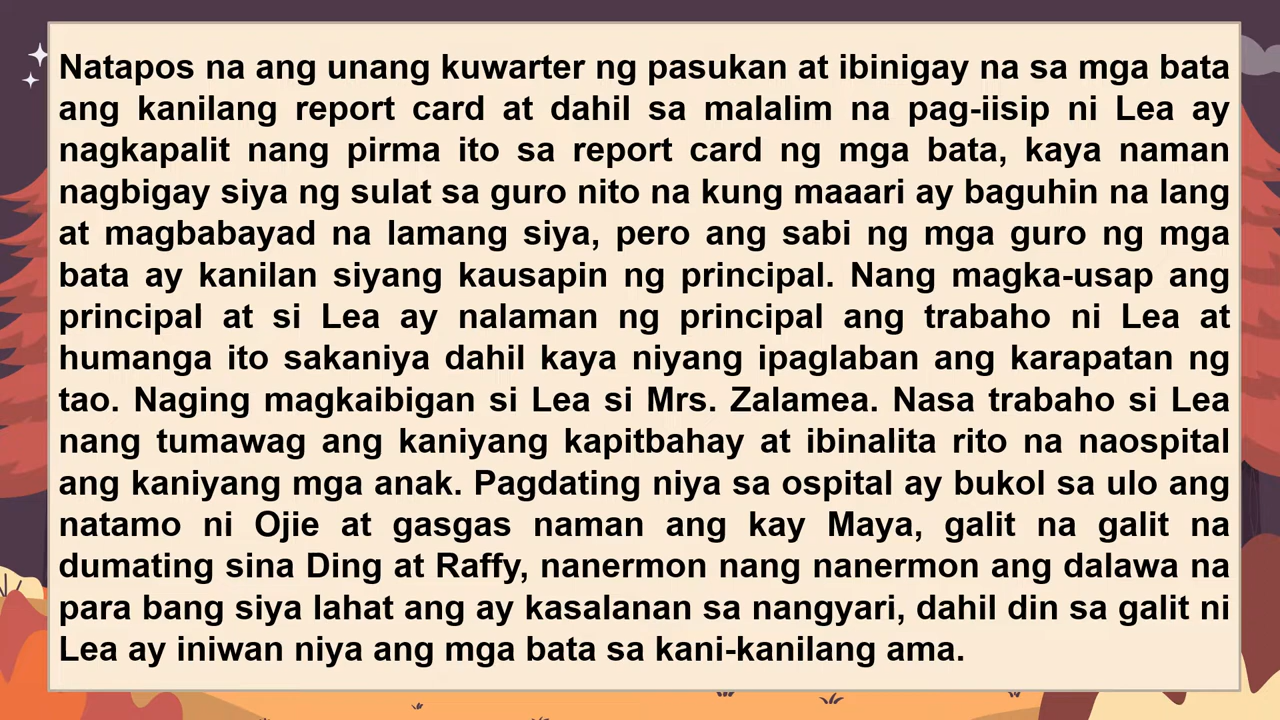 Natapos na ang unang kuwarter ng pasukan at ibinigay na sa mga bata
ang kanilang report card at dahil sa malalim na pag-iisip ni Lea ay
nagkapalit nang pirma ito sa report card ng mga bata, kaya naman
nagbigay siya ng sulat sa guro nito na kung maaari ay baguhin na lang
at magbabayad na lamang siya, pero ang sabi ng mga guro ng mga
bata ay kanilan siyang kausapin ng principal. Nang magka-usap ang
principal at si Lea ay nalaman ng principal ang trabaho ni Lea at
humanga ito sakaniya dahil kaya niyang ipaglaban ang karapatan ng
tao. Naging magkaibigan si Lea si Mrs. Zalamea. Nasa trabaho si Lea
nang tumawag ang kaniyang kapitbahay at ibinalita rito na naospital
ang kaniyang mga anak. Pagdating niya sa ospital ay bukol sa ulo ang
natamo ni Ojie at gasgas naman ang kay Maya, galit na galit na
dumating sina Ding at Raffy, nanermon nang nanermon ang dalawa na
para bang siya lahat ang ay kasalanan sa nangyari, dahil din sa galit ni
Lea ay iniwan niya ang mga bata sa kani-kanilang ama.